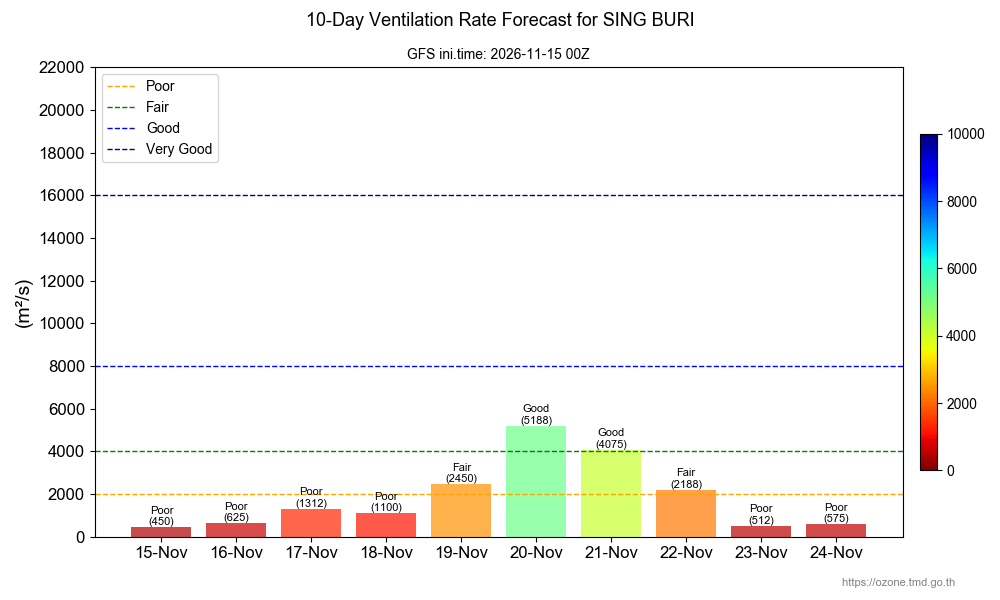 10-Day Ventilation Rate Forecast for SING BURI
GFS ini.time: 2026-11-15 00Z
22000
20000
18000
16000
14000
12000
10000
8000
6000
4000
2000
0
(m²/s)
Poor
Fair
Good
Very Good
Poor
(450)
Poor
(625)
Poor
(1312)
Poor
(1100)
Fair
(2450)
Good
(5188)
Good
(4075)
Fair
(2188)
Poor
(512)
Poor
(575)
15-Nov 16-Nov 17-Nov 18-Nov 19-Nov 20-Nov 21-Nov 22-Nov 23-Nov 24-Nov
10000
8000
6000
4000
2000
0
https://ozone.tmd.go.th